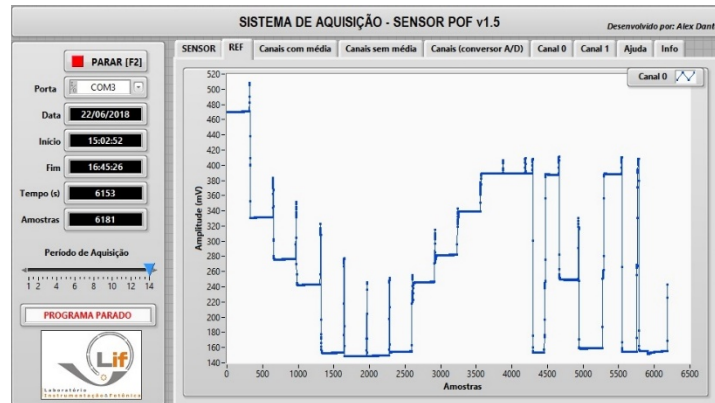 SISTEMA DE AQUISIÇÃO - SENSOR POF v1.5
Desenvolvido por: Alex Dant
PARAR [F2]
Porta COM3
Data 22/06/2018
Início 15:02:52
Fim 16:45:26
Tempo (s) 6153
Amostras 6181
Período de Aquisição
1 2 4 6 8 10 12 14
PROGRAMA PARADO
Lif
Laboratório
Instrumentação&Fotônica
SENSOR REF Canais com média Canais sem média Canais (conversor A/D) Canal 0 Canal 1 Ajuda Info
Canal 0
Amplitude (mV)
520
500
480
460
440
420
400
380
360
340
320
300
280
260
240
220
200
180
160
140
0 500 1000 1500 2000 2500 3000 3500 4000 4500 5000 5500 6000 6500
Amostras